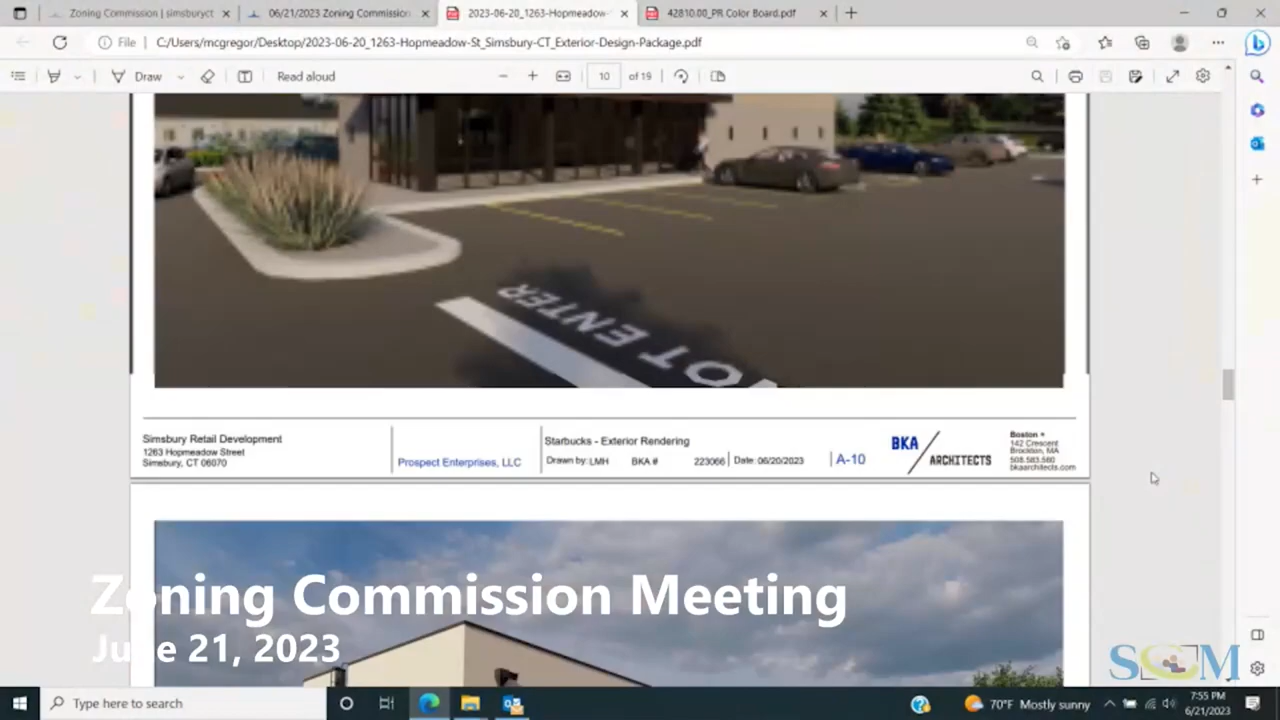 Zoning Commission | simsburyct
06/21/2023 Zoning Commission
2023-06-20_1263-Hopmeadow-
42810.00_PR Color Board.pdf
File
C:/Users/mcgregor/Desktop/2023-06-20_1263-Hopmeadow-St_Simsbury-CT_Exterior-Design-Package.pdf
Draw
Read aloud
10 of 19
NOT ENTER
Simsbury Retail Development
1263 Hopmeadow Street
Simsbury, CT 06070
Prospect Enterprises, LLC
Starbucks - Exterior Rendering
Drawn by: LMH BKA # 223066 Date: 06/20/2023
A-10
BKA
ARCHITECTS
Boston +
142 Crescent
Brockton, MA
508.583.560
bkaarchitects.com
Zoning Commission Meeting
June 21, 2023
SCM
Type here to search
70°F Mostly sunny
7:55 PM
6/21/2023